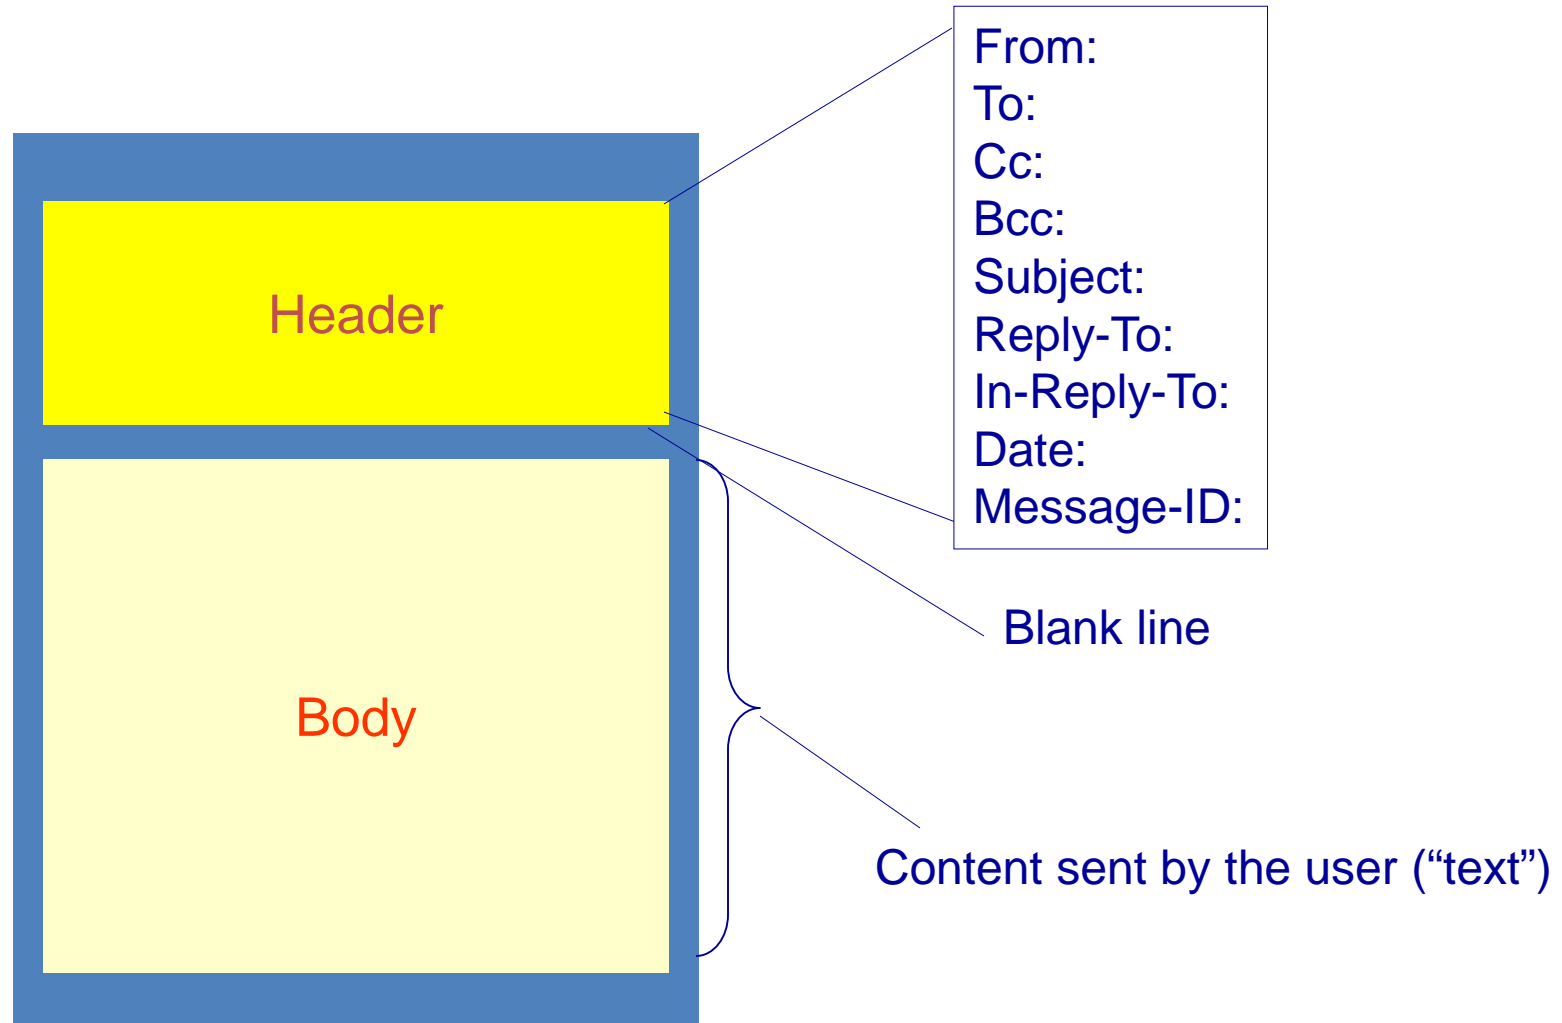 From:
To:
Cc:
Bcc:
Subject:
Reply-To:
In-Reply-To:
Date:
Message-ID:
Header
Blank line
Body
Content sent by the user (“text”)